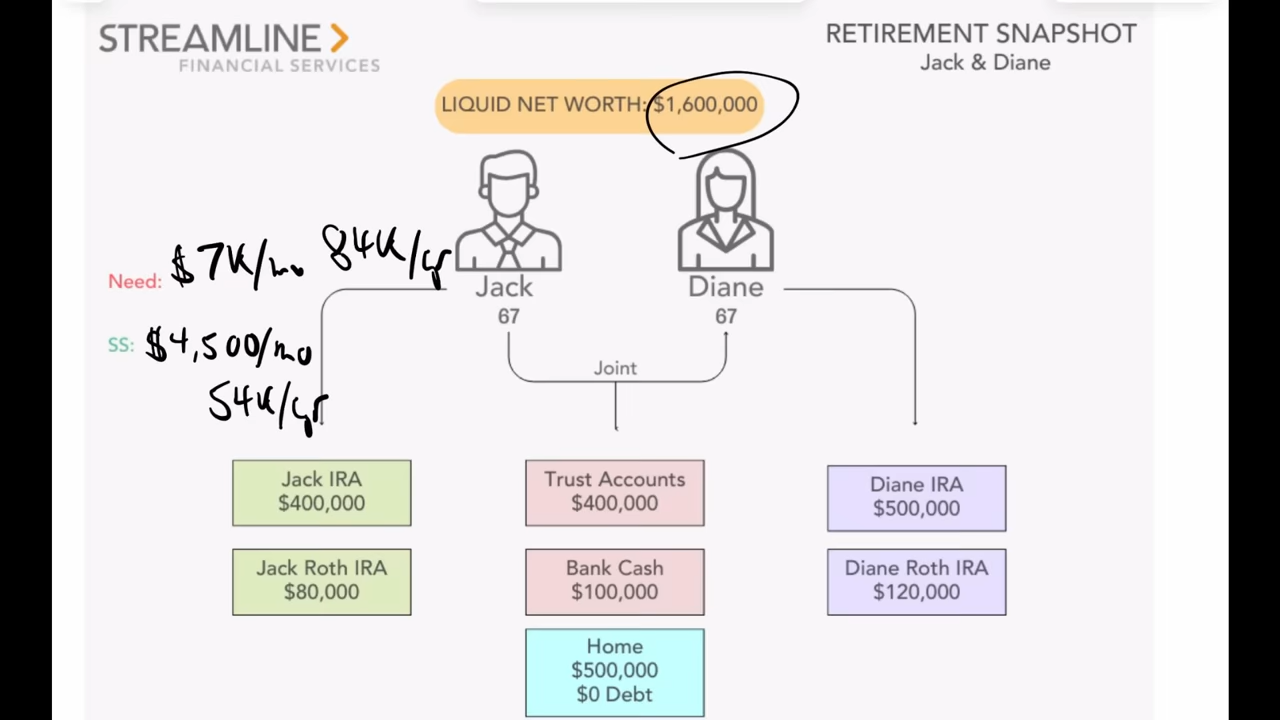 STREAMLINE
FINANCIAL SERVICES
RETIREMENT SNAPSHOT
Jack & Diane
LIQUID NET WORTH: $1,600,000
Need: $7K/mo 84K/yr
SS: $4,500/mo
54K/yr
Jack
67
Diane
67
Joint
Jack IRA
$400,000
Jack Roth IRA
$80,000
Trust Accounts
$400,000
Bank Cash
$100,000
Home
$500,000
$0 Debt
Diane IRA
$500,000
Diane Roth IRA
$120,000